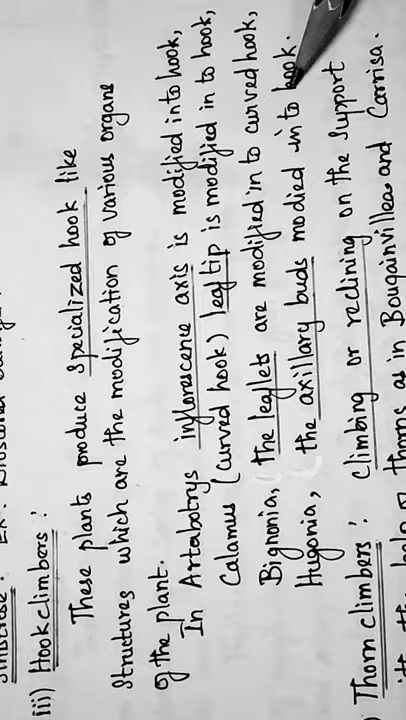 iii) Hook climbers :
These plants produce specialized hook like
structures which are the modification of various organs
of the plant.
In Artabotrys inflorescence axis is modified into hook,
Calamus (curved hook) leaf tip is modified in to hook,
Bignonia, the leaflets are modified in to curved hook,
Hugonia, the axillary buds modied in to hook.
Thorn climbers : climbing or reclining on the support
help of thorns as in Bougainvillea and Carrisa.